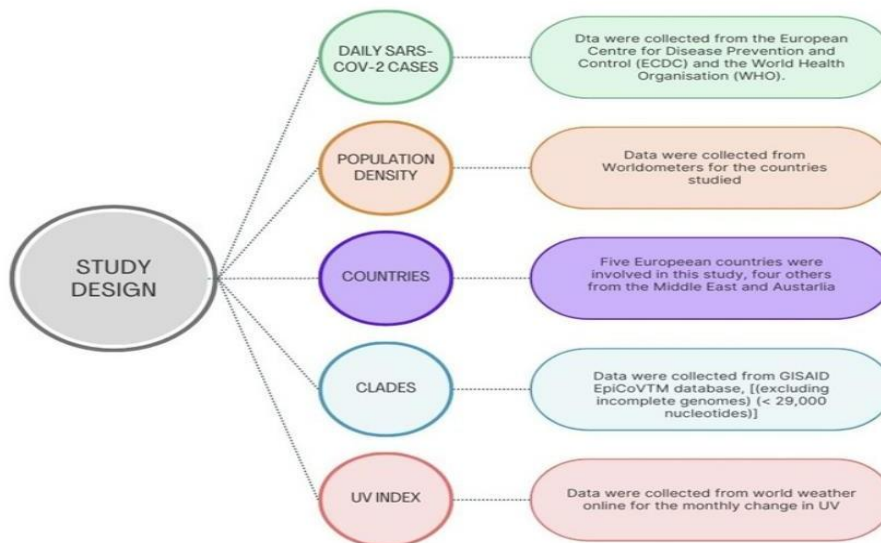 DAILY SARS-
COV-2 CASES
Dta were collected from the European
Centre for Disease Prevention and
Control (ECDC) and the World Health
Organisation (WHO).
POPULATION
DENSITY
Data were collected from
Worldometers for the countries
studied
STUDY
DESIGN
COUNTRIES
Five Europeean countries were
involved in this study, four others
from the Middle East and Austarlia
CLADES
Data were collected from GISAID
EpiCoVTM database, [(excluding
incomplete genomes) (< 29,000
nucleotides)]
UV INDEX
Data were collected from world weather
online for the monthly change in UV